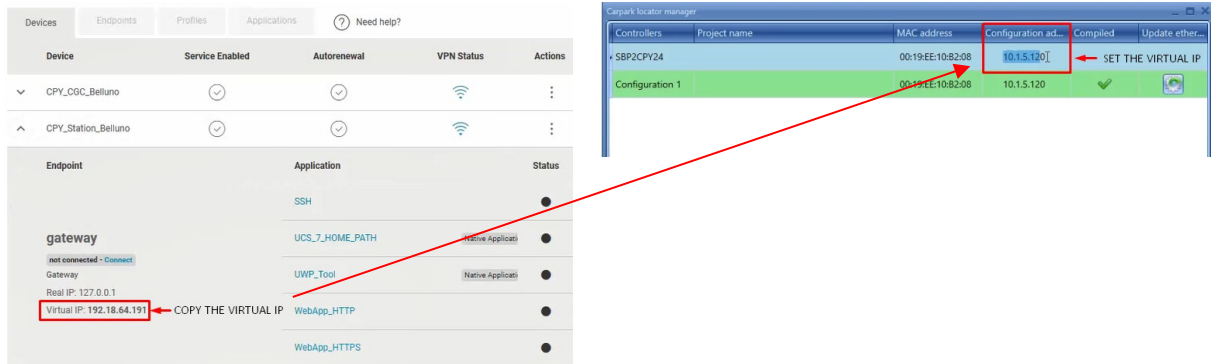 Devices Endpoints Profiles Applications ? Need help?
Device Service Enabled Autorenewal VPN Status Actions
CPY_CGC_Belluno
CPY_Station_Belluno
Endpoint Application Status
SSH
gateway
not connected - Connect
Gateway
Real IP: 127.0.0.1
Virtual IP: 192.18.64.191
COPY THE VIRTUAL IP
UCS_7_HOME_PATH Native Applicati
UWP_Tool Native Applicati
WebApp_HTTP
WebApp_HTTPS
Carpark locator manager
Controllers Project name MAC address Configuration ad... Compiled Update ether...
SBP2CPY24 00:19:EE:10:B2:08 10.1.5.120
SET THE VIRTUAL IP
Configuration 1 00:19:EE:10:B2:08 10.1.5.120